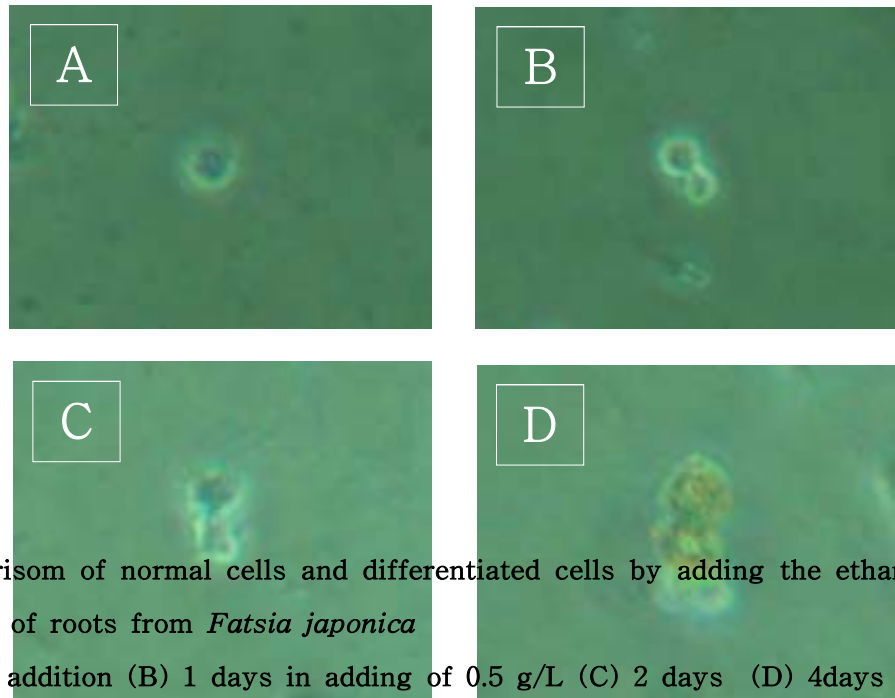 A
B
C
D
risom of normal cells and differentiated cells by adding the ethan
of roots from Fatsia japonica
addition (B) 1 days in adding of 0.5 g/L (C) 2 days (D) 4days